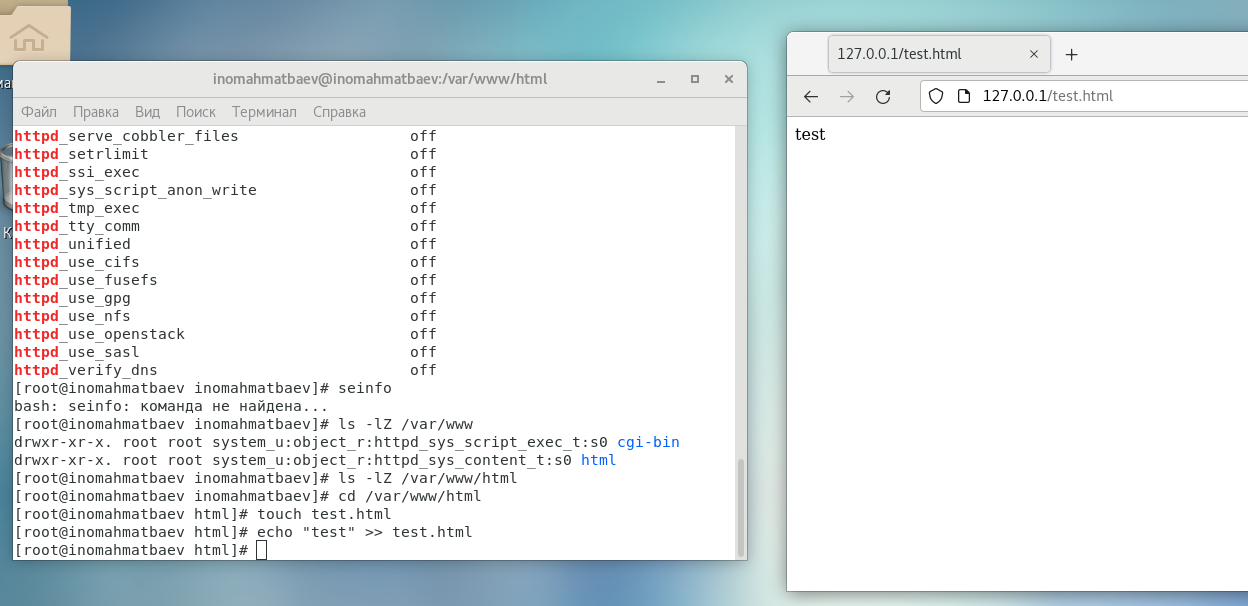 inomahmatbaev@inomahmatbaev:/var/www/html
Файл Правка Вид Поиск Терминал Справка
httpd_serve_cobbler_files off
httpd_setrlimit off
httpd_ssi_exec off
httpd_sys_script_anon_write off
httpd_tmp_exec off
httpd_tty_comm off
httpd_unified off
httpd_use_cifs off
httpd_use_fusefs off
httpd_use_gpg off
httpd_use_nfs off
httpd_use_openstack off
httpd_use_sasl off
httpd_verify_dns off
[root@inomahmatbaev inomahmatbaev]# seinfo
bash: seinfo: команда не найдена...
[root@inomahmatbaev inomahmatbaev]# ls -lZ /var/www
drwxr-xr-x. root root system_u:object_r:httpd_sys_script_exec_t:s0 cgi-bin
drwxr-xr-x. root root system_u:object_r:httpd_sys_content_t:s0 html
[root@inomahmatbaev inomahmatbaev]# ls -lZ /var/www/html
[root@inomahmatbaev inomahmatbaev]# cd /var/www/html
[root@inomahmatbaev html]# touch test.html
[root@inomahmatbaev html]# echo "test" >> test.html
[root@inomahmatbaev html]#
127.0.0.1/test.html
127.0.0.1/test.html
test